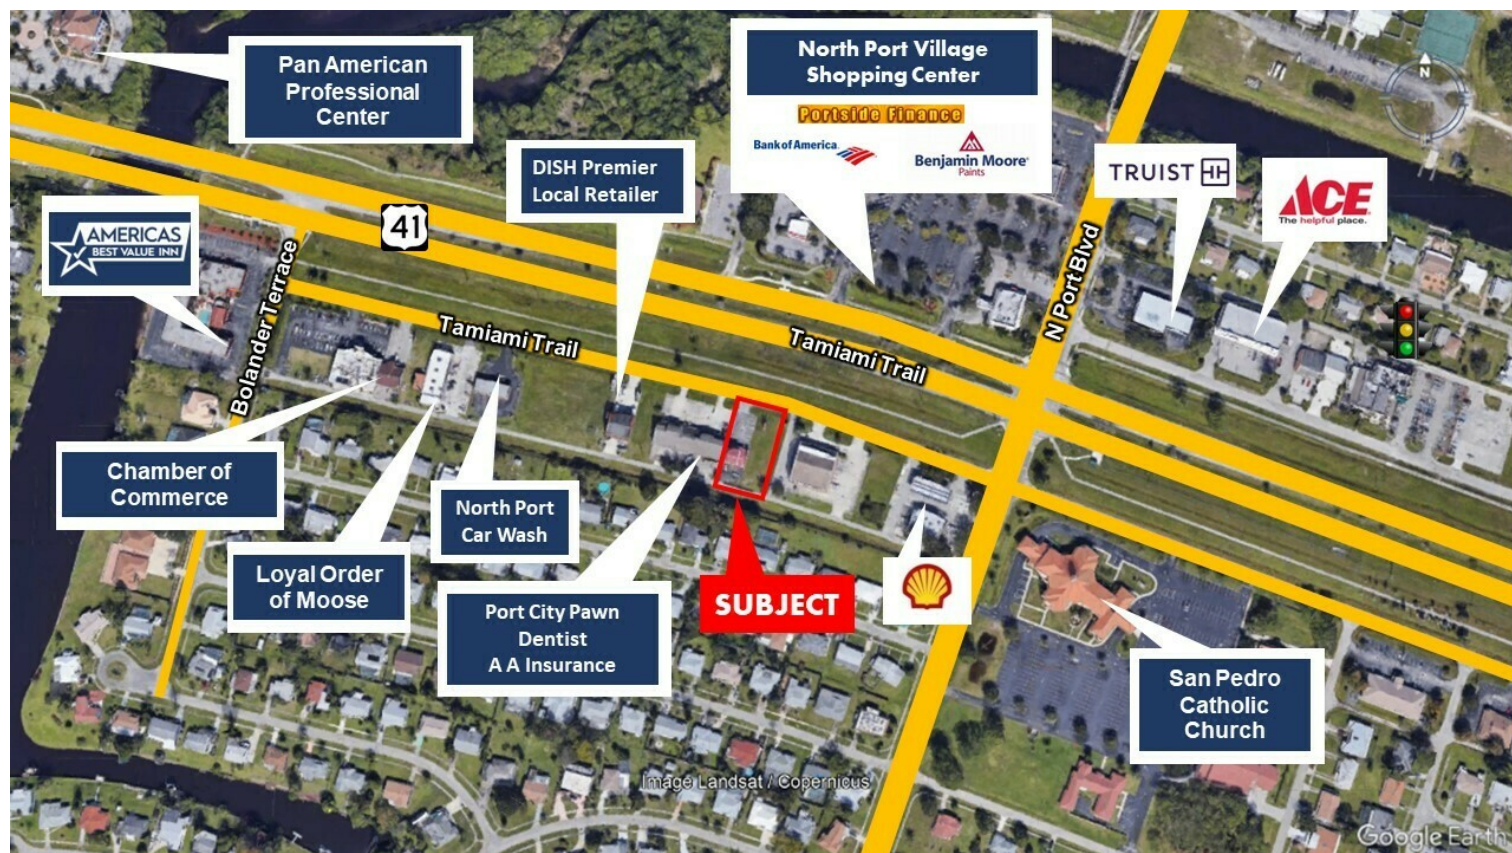 Pan American
Professional
Center
North Port Village
Shopping Center
Portside Finance
Bank of America
Benjamin Moore
Paints
N
DISH Premier
Local Retailer
TRUIST
ACE
The helpful place.
AMERICAS
BEST VALUE INN
41
Bolander Terrace
Tamiami Trail
Tamiami Trail
N Port Blvd
Chamber of
Commerce
North Port
Car Wash
Loyal Order
of Moose
Port City Pawn
Dentist
A A Insurance
SUBJECT
San Pedro
Catholic
Church
Image Landsat / Copernicus
Google Earth